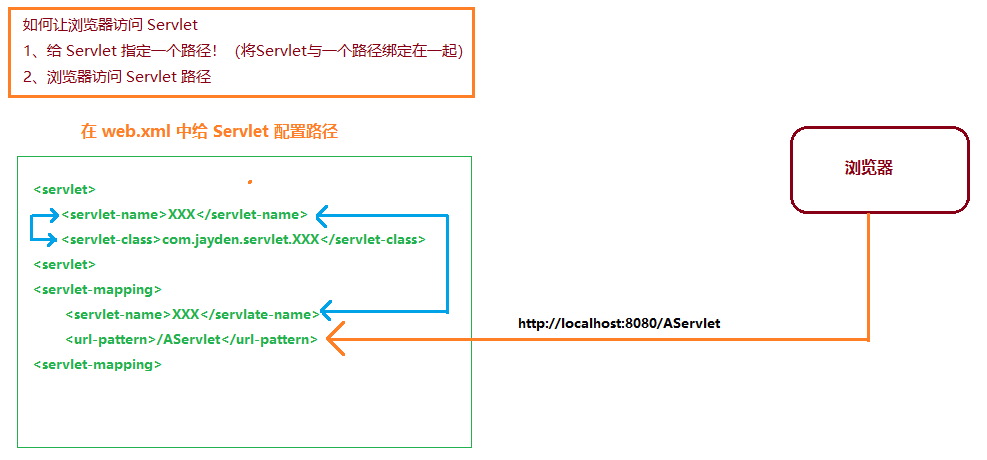 如何让浏览器访问 Servlet
1、给 Servlet 指定一个路径！（将Servlet与一个路径绑定在一起）
2、浏览器访问 Servlet 路径
在 web.xml 中给 Servlet 配置路径
<servlet>
<servlet-name>XXX</servlet-name>
<servlet-class>com.jayden.servlet.XXX</servlet-class>
<servlet>
<servlet-mapping>
<servlet-name>XXX</servlate-name>
<url-pattern>/AServlet</url-pattern>
<servlet-mapping>
浏览器
http://localhost:8080/AServlet